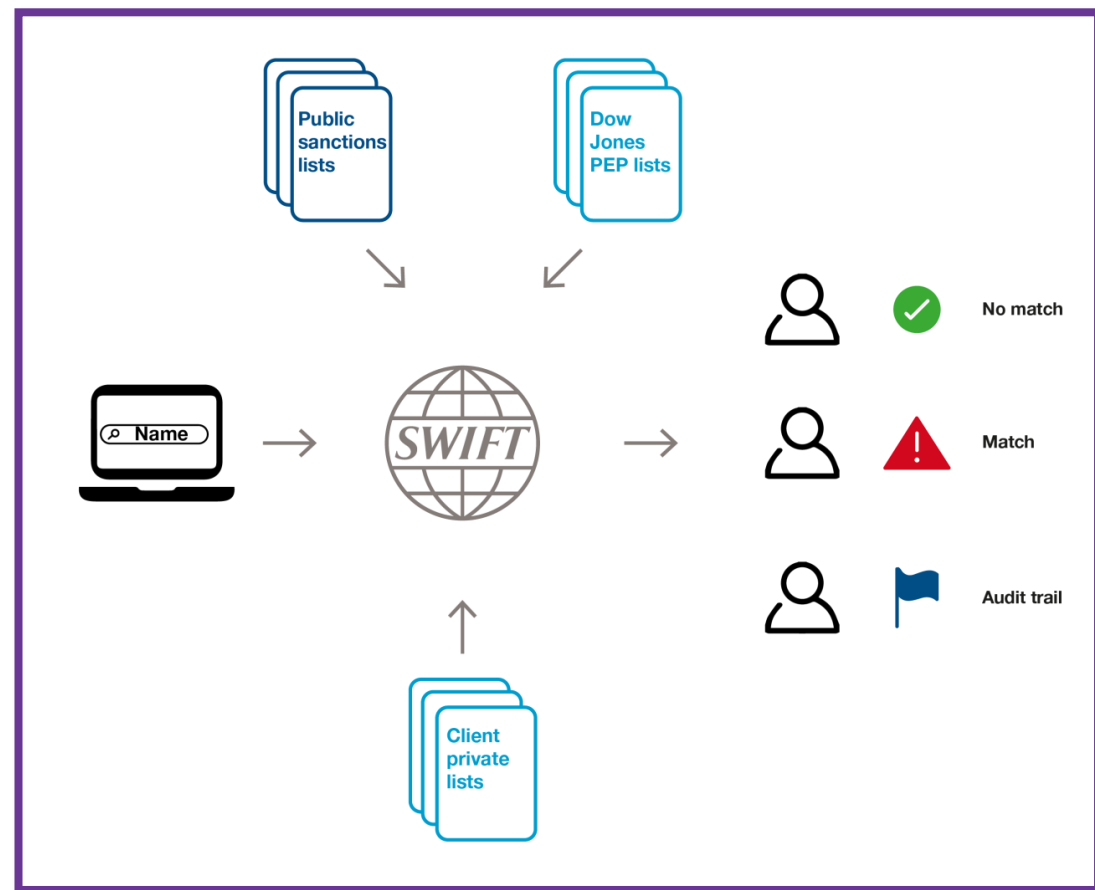 Public
sanctions
lists
Dow
Jones
PEP lists
No match
Name
SWIFT
Match
Audit trail
Client
private
lists